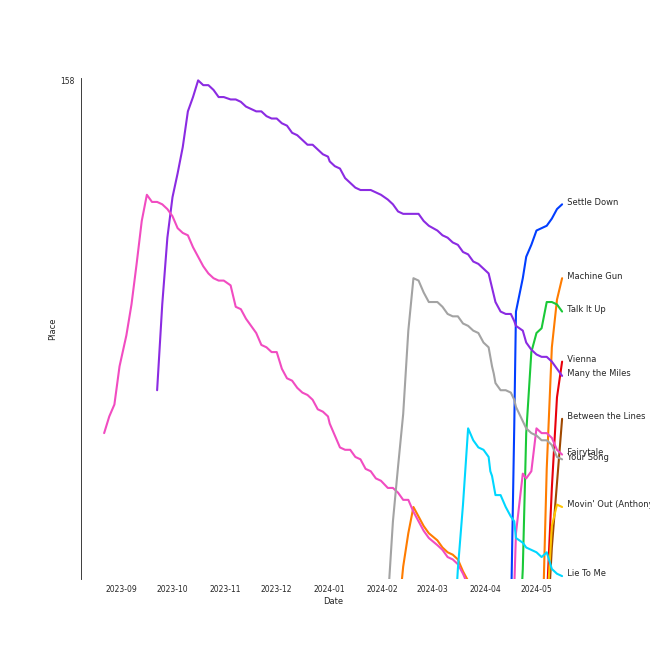 158
Settle Down
Machine Gun
Talk It Up
Vienna
Many the Miles
Between the Lines
Fairytale
Your Song
Movin' Out (Anthony
Lie To Me
Place
2023-09 2023-10 2023-11 2023-12 2024-01 2024-02 2024-03 2024-04 2024-05
Date